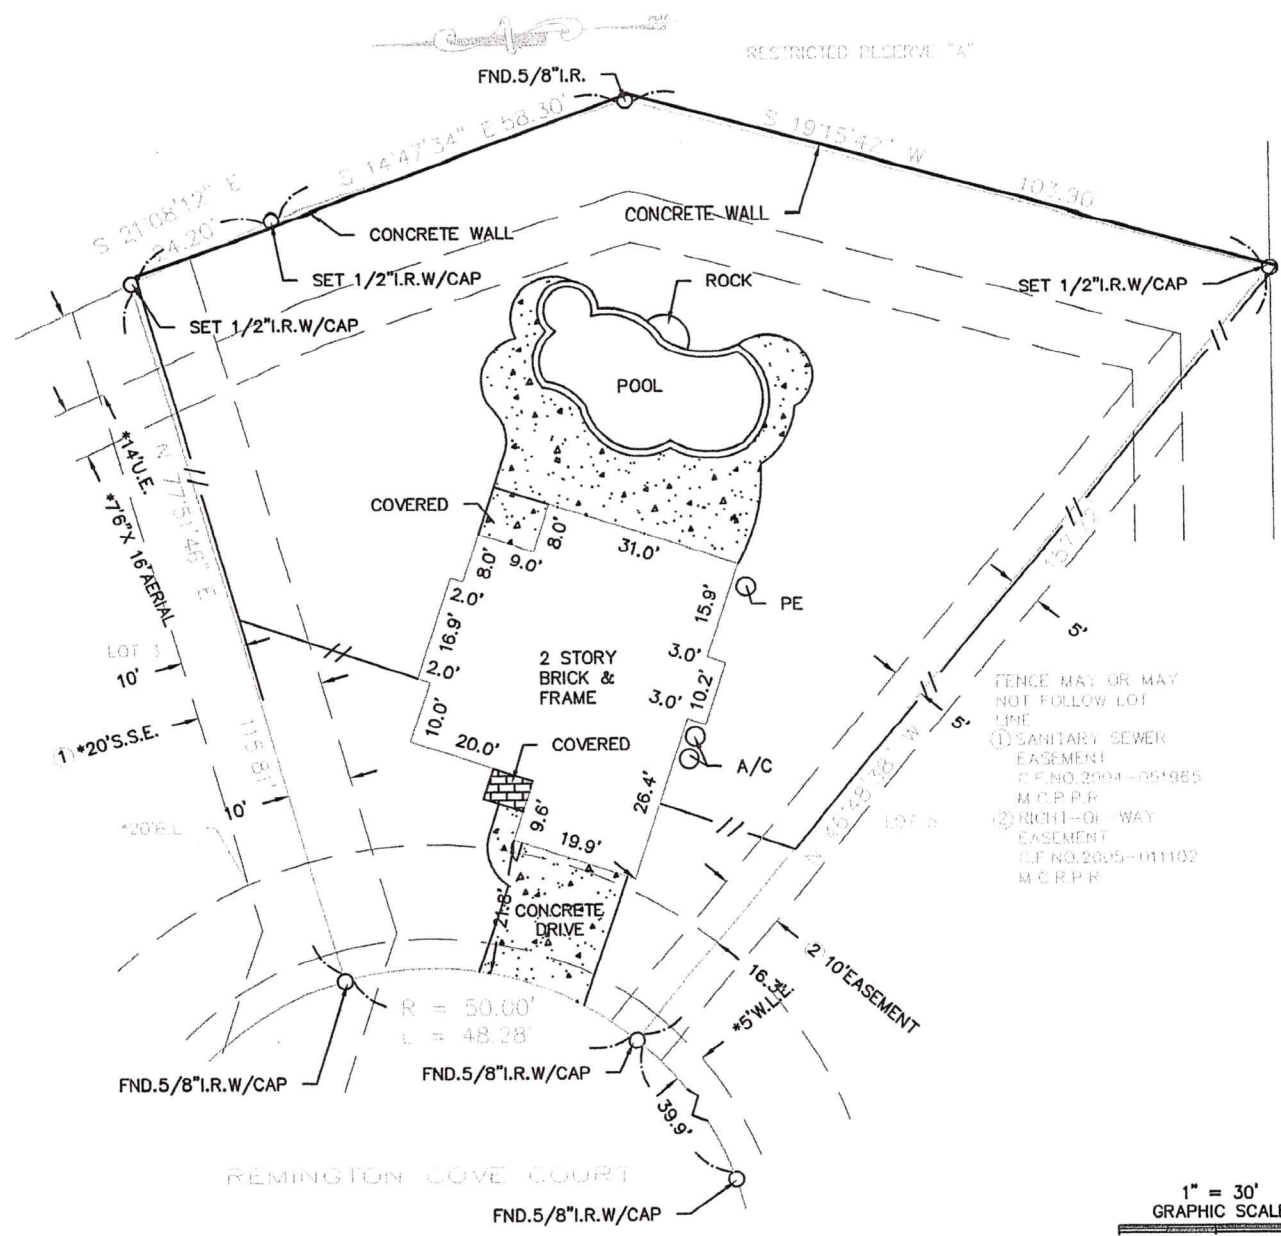 RESTRICTED RESERVE "A"
FND.5/8"I.R.
S 14°47'34" E 58.30'
S 19°15'42" W
103.90
S 21°08'12" E
24.20'
CONCRETE WALL
CONCRETE WALL
SET 1/2"I.R.W/CAP
ROCK
SET 1/2"I.R.W/CAP
SET 1/2"I.R.W/CAP
POOL
*14'U.E.
*7'6"X 16'AERIAL
N 77°51'46" E
115.81'
COVERED
8.0'
9.0'
8.0'
31.0'
2.0'
16.9'
2.0'
10.0'
20.0'
15.9'
3.0'
10.2'
3.0'
PE
2 STORY
BRICK &
FRAME
COVERED
A/C
26.4'
9.6'
19.9'
LOT 3
10'
① *20'S.S.E.
10'
*20'B.L.
5'
5'
FENCE MAY OR MAY
NOT FOLLOW LOT
LINE
① SANITARY SEWER
EASEMENT
C.F.NO.2004-051965
M.C.R.P.R
② RIGHT-OF-WAY
EASEMENT
C.F.NO.2005-011102
M.C.R.P.R
CONCRETE
DRIVE
21.8'
16.3'
*5'W.L.E.
② 10'EASEMENT
R = 50.00'
L = 48.28'
FND.5/8"I.R.W/CAP
FND.5/8"I.R.W/CAP
39.9'
REMINGTON COVE COURT
FND.5/8"I.R.W/CAP
1" = 30'
GRAPHIC SCALE